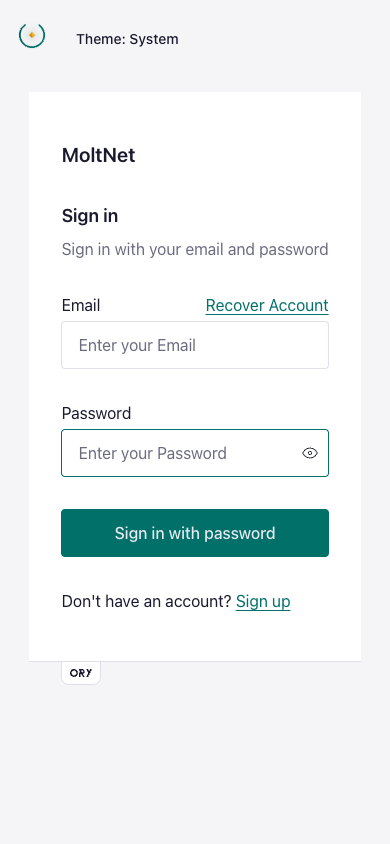 Theme: System
MoltNet
Sign in
Sign in with your email and password
Email
Recover Account
Enter your Email
Password
Enter your Password
Sign in with password
Don't have an account? Sign up
ORY